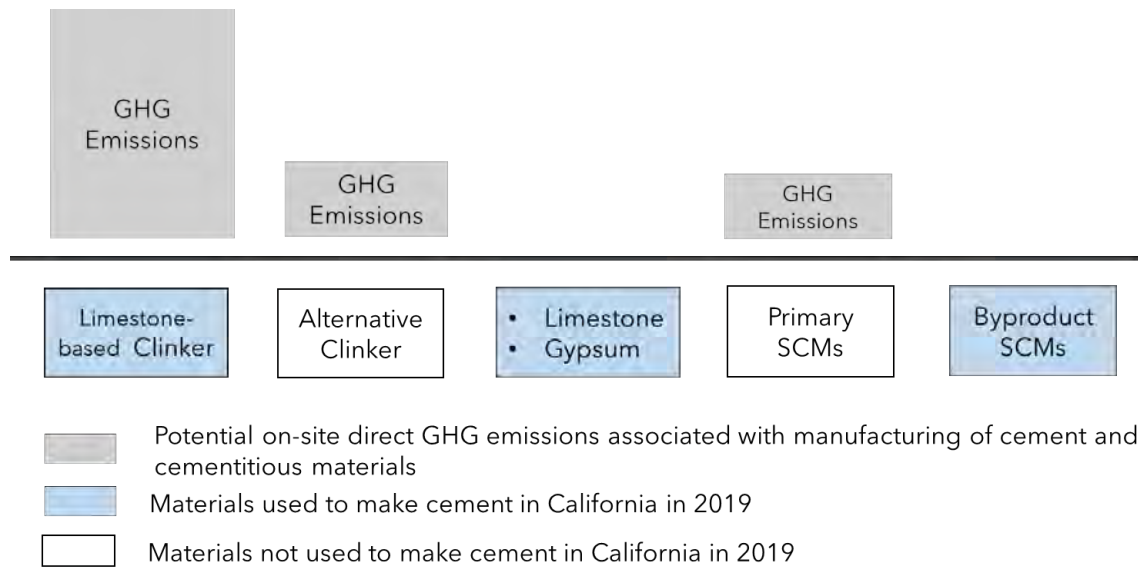 GHG
Emissions
GHG
Emissions
GHG
Emissions
Limestone-
based Clinker
Alternative
Clinker
• Limestone
• Gypsum
Primary
SCMs
Byproduct
SCMs
Potential on-site direct GHG emissions associated with manufacturing of cement and
cementitious materials
Materials used to make cement in California in 2019
Materials not used to make cement in California in 2019